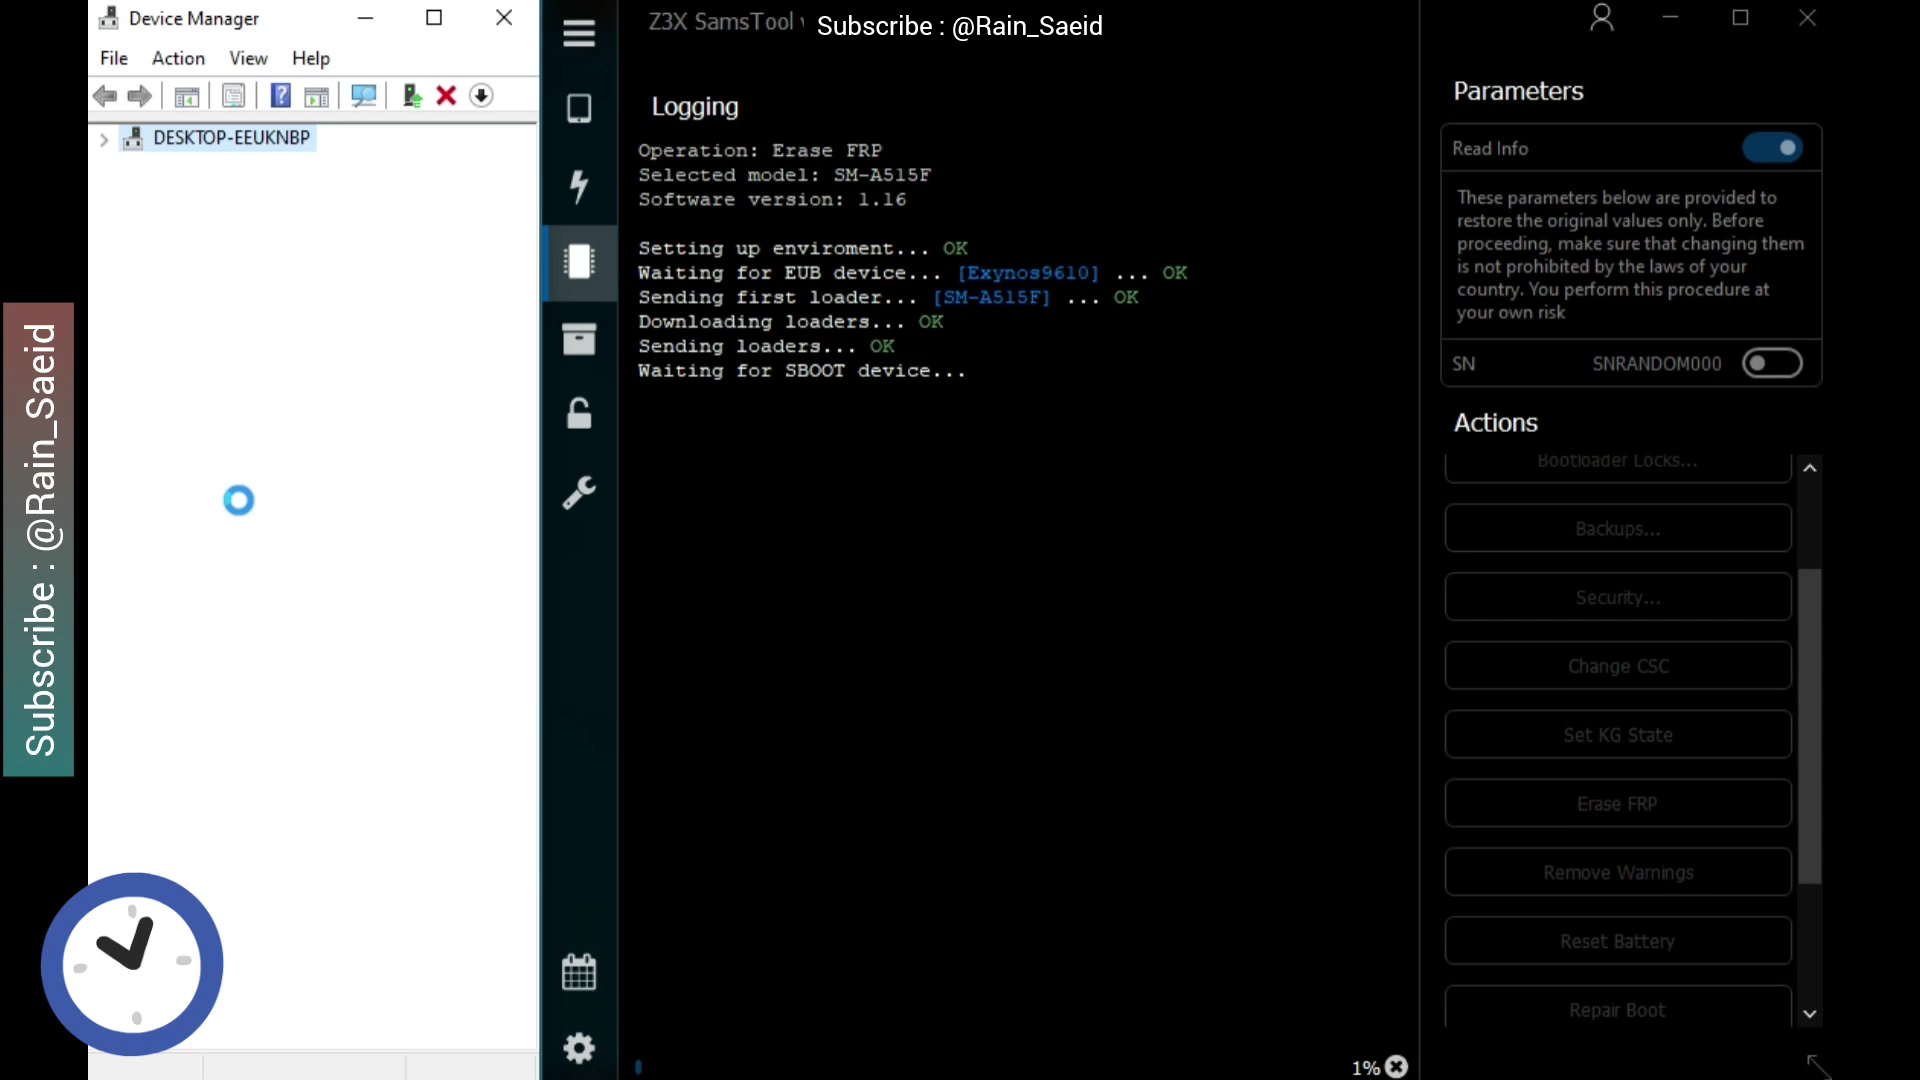 Device Manager
File Action View Help
DESKTOP-EEUKNBP
Subscribe : @Rain_Saeid
Z3X SamsTool
Subscribe : @Rain_Saeid
Logging
Operation: Erase FRP
Selected model: SM-A515F
Software version: 1.16
Setting up enviroment... OK
Waiting for EUB device... [Exynos9610] ... OK
Sending first loader... [SM-A515F] ... OK
Downloading loaders... OK
Sending loaders... OK
Waiting for SBOOT device...
1%
Parameters
Read Info
These parameters below are provided to
restore the original values only. Before
proceeding, make sure that changing them
is not prohibited by the laws of your
country. You perform this procedure at
your own risk
SN SNRANDOM000
Actions
Bootloader Locks...
Backups...
Security...
Change CSC
Set KG State
Erase FRP
Remove Warnings
Reset Battery
Repair Boot